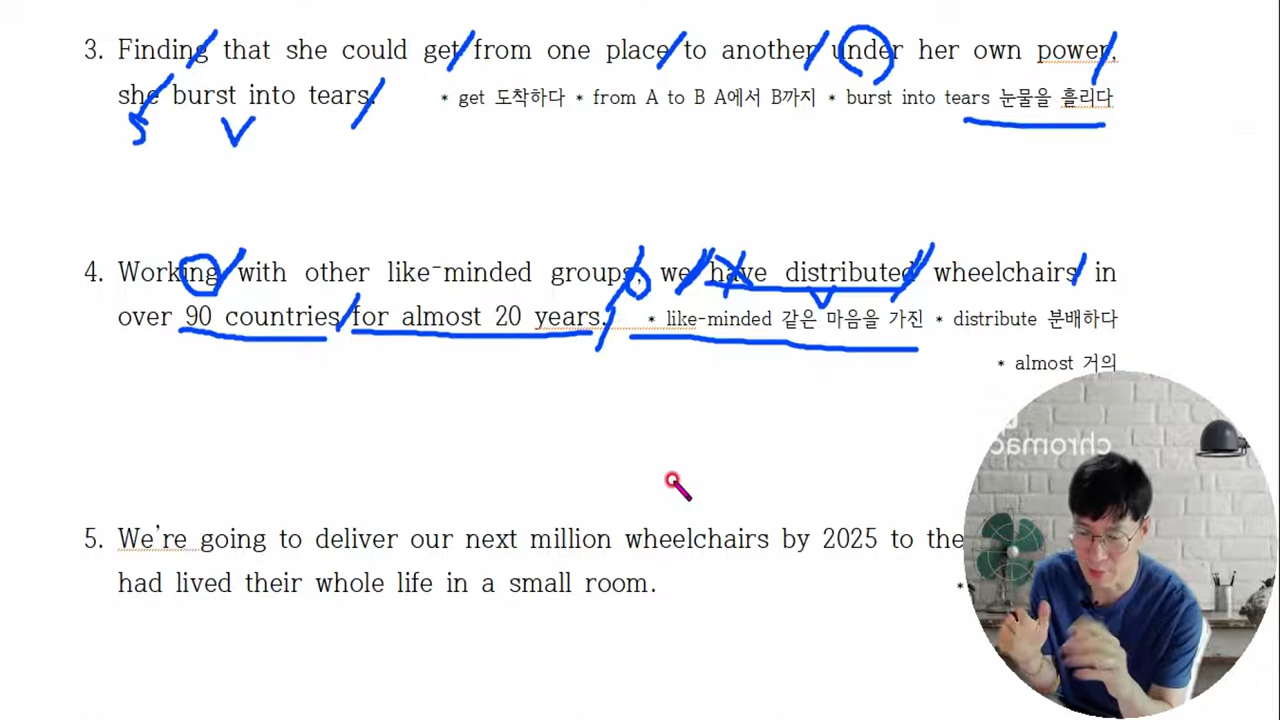 3. Finding that she could get from one place to another under her own power,
she burst into tears. * get 도착하다 * from A to B A에서 B까지 * burst into tears 눈물을 흘리다
s V
4. Working with other like-minded groups, we have distributed wheelchairs in
over 90 countries for almost 20 years. * like-minded 같은 마음을 가진 * distribute 분배하다
V
* almost 거의
chromac
5. We're going to deliver our next million wheelchairs by 2025 to the
had lived their whole life in a small room. *